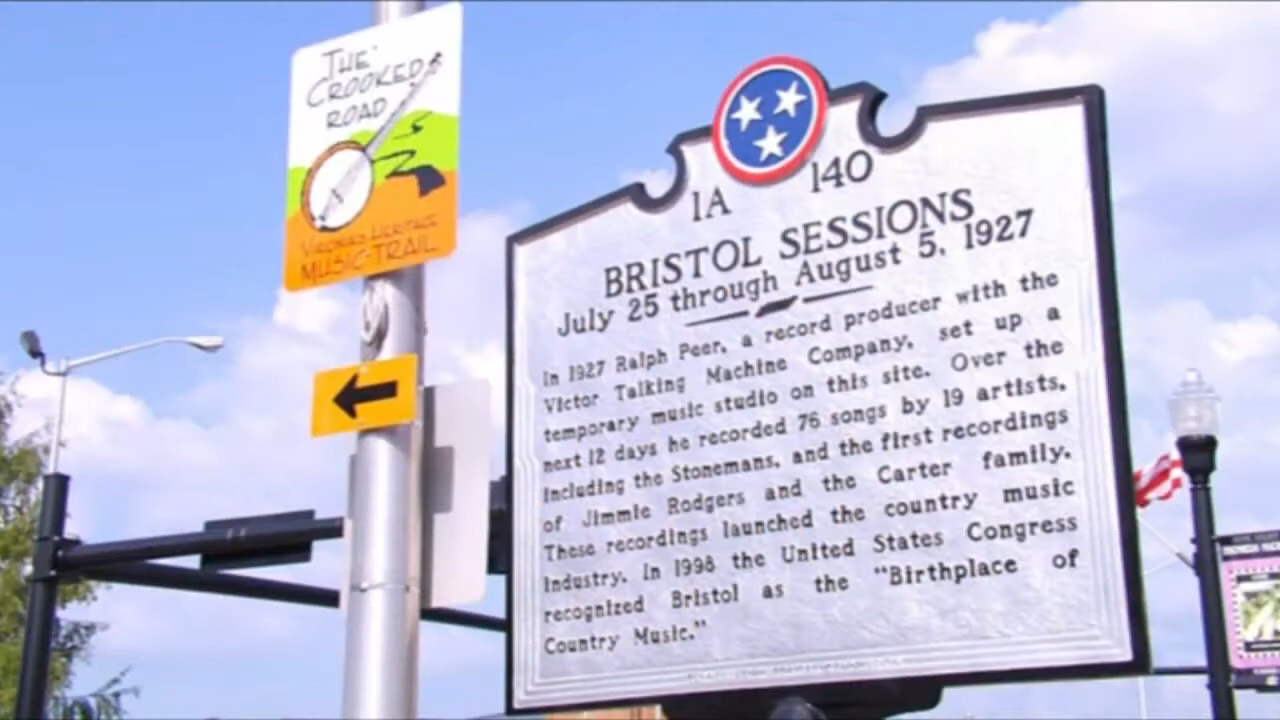 THE
CROOKED
ROAD
VIRGINIA'S HERITAGE
MUSIC TRAIL
1A 140
BRISTOL SESSIONS
July 25 through August 5, 1927
In 1927 Ralph Peer, a record producer with the
Victor Talking Machine Company, set up a
temporary music studio on this site. Over the
next 12 days he recorded 76 songs by 19 artists,
including the Stonemans, and the first recordings
of Jimmie Rodgers and the Carter family.
These recordings launched the country music
industry. In 1998 the United States Congress
recognized Bristol as the "Birthplace of
Country Music."